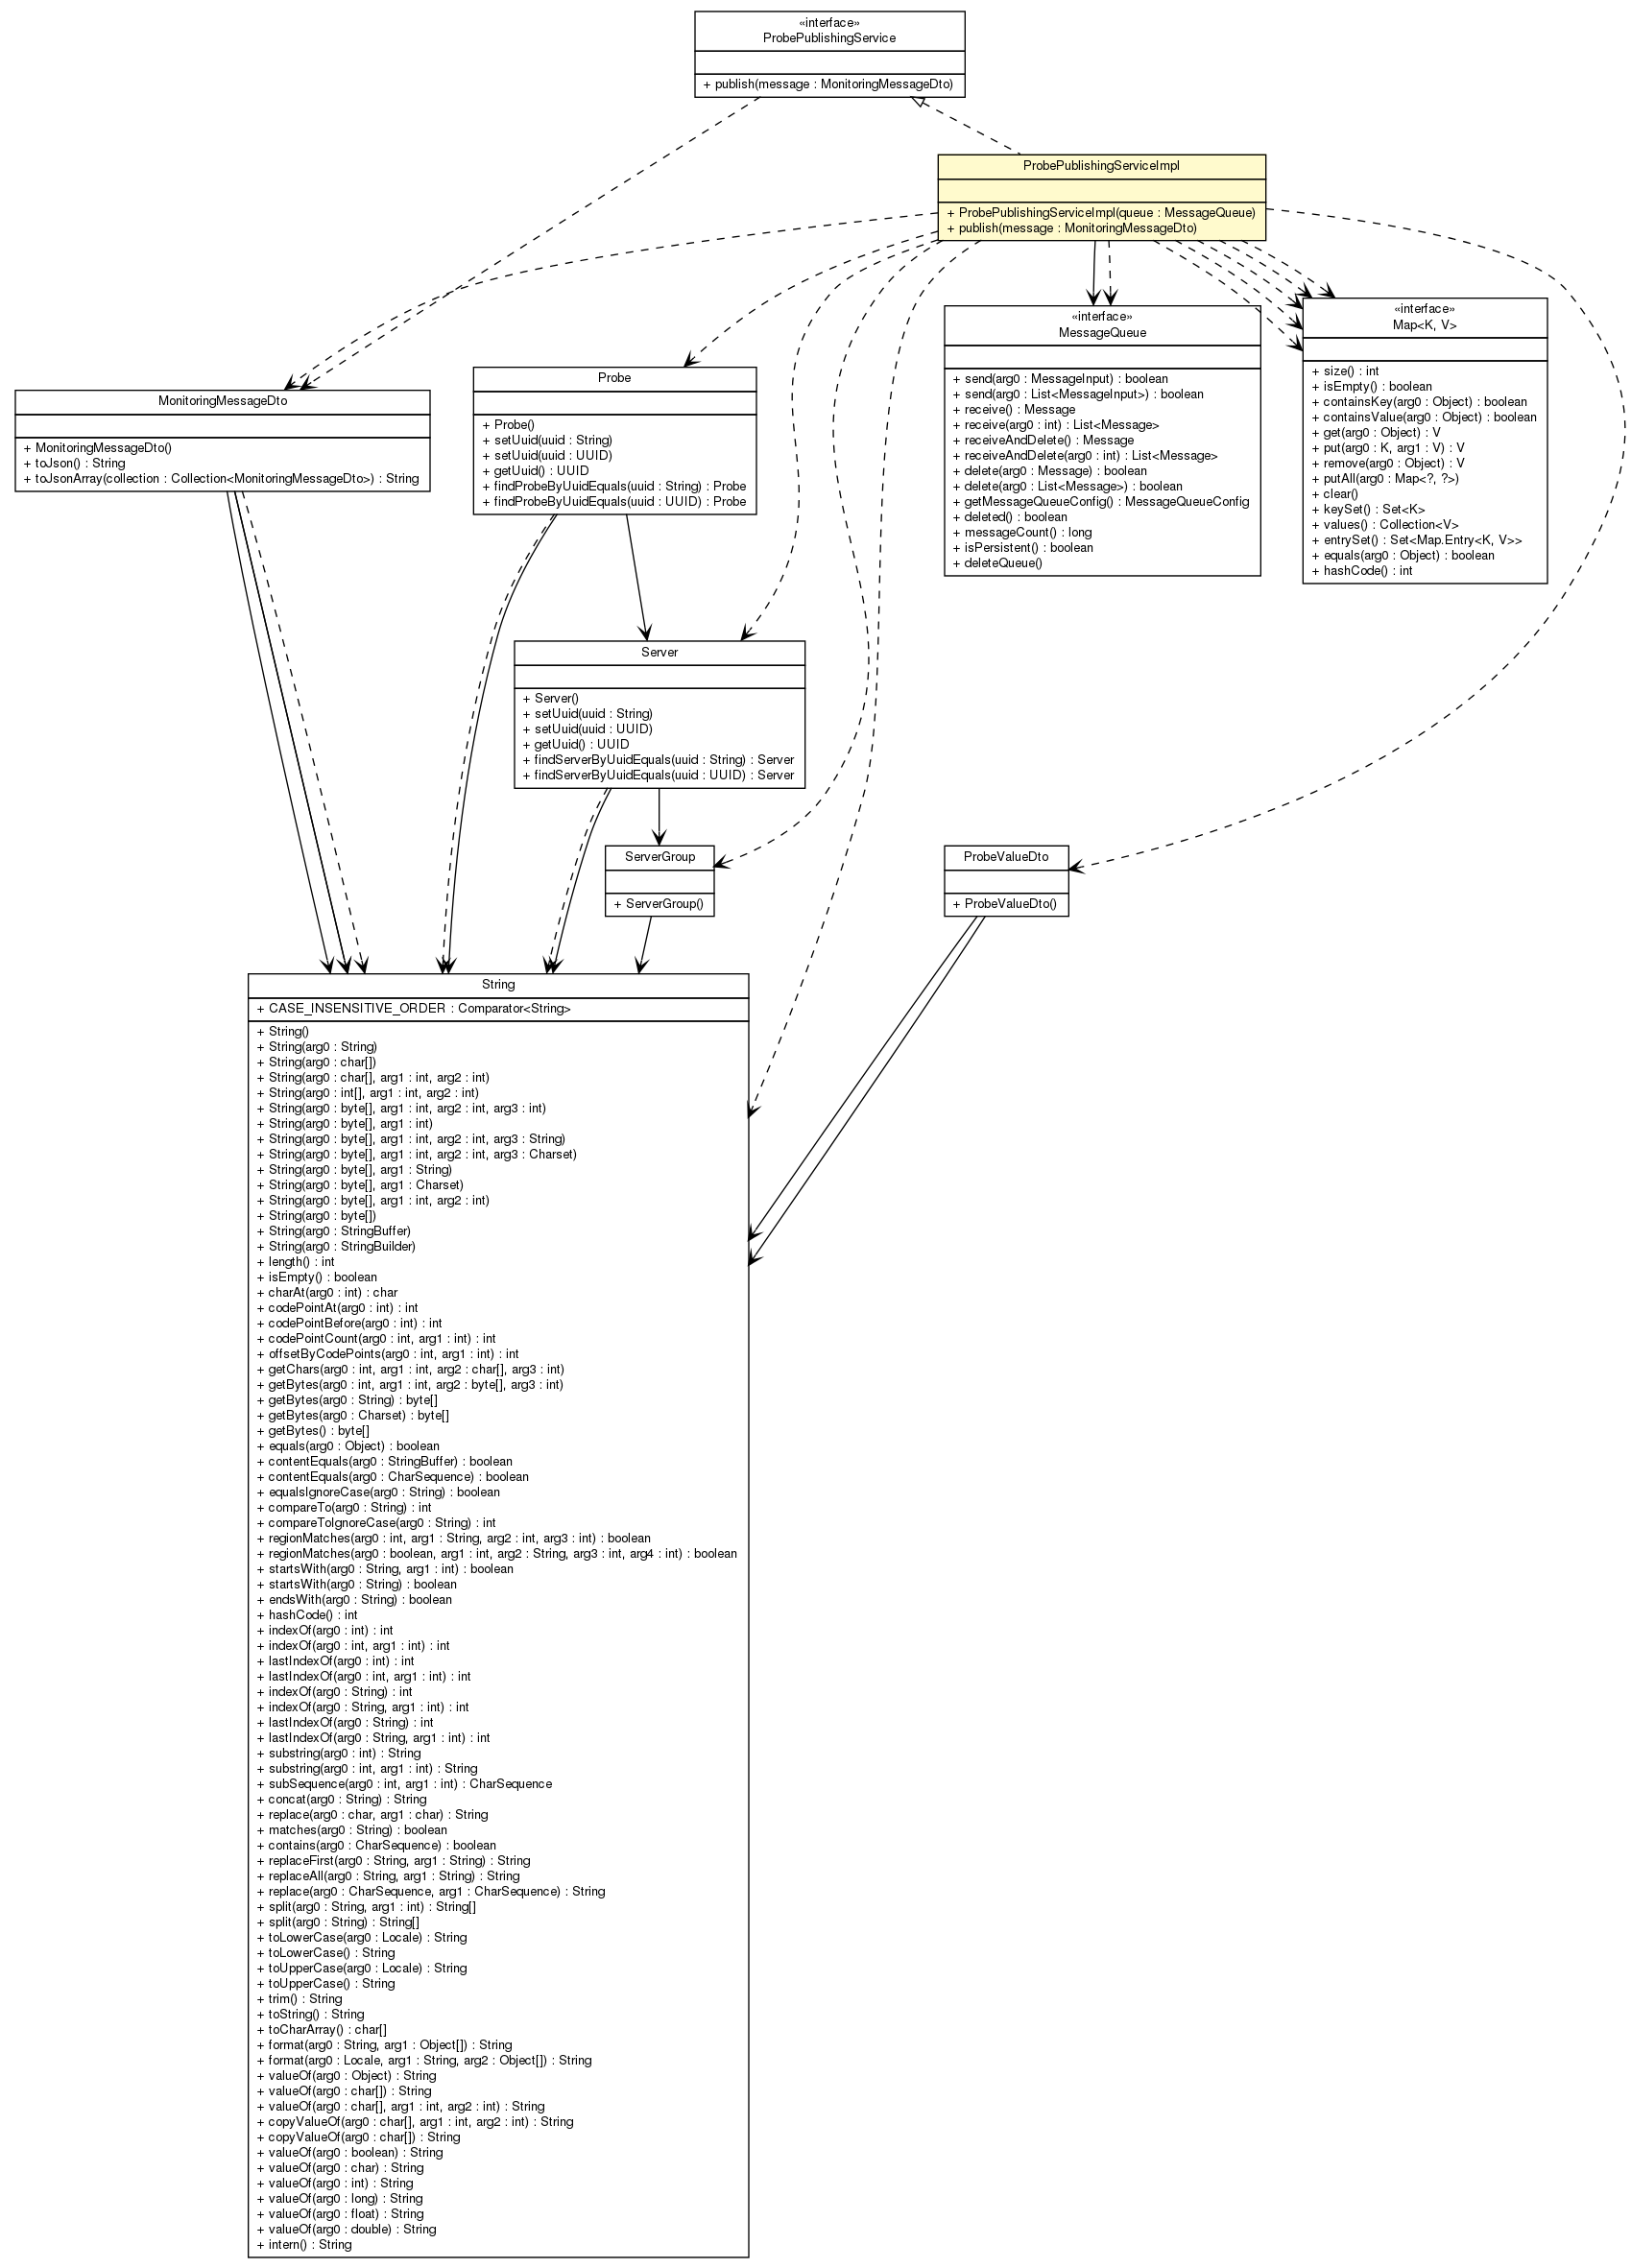 «interface»
ProbePublishingService
+ publish(message : MonitoringMessageDto)
ProbePublishingServiceImpl
+ ProbePublishingServiceImpl(queue : MessageQueue)
+ publish(message : MonitoringMessageDto)
«interface»
MessageQueue
+ send(arg0 : MessageInput) : boolean
+ send(arg0 : List<MessageInput>) : boolean
+ receive() : Message
+ receive(arg0 : int) : List<Message>
+ receiveAndDelete() : Message
+ receiveAndDelete(arg0 : int) : List<Message>
+ delete(arg0 : Message) : boolean
+ delete(arg0 : List<Message>) : boolean
+ getMessageQueueConfig() : MessageQueueConfig
+ deleted() : boolean
+ messageCount() : long
+ isPersistent() : boolean
+ deleteQueue()
«interface»
Map<K, V>
+ size() : int
+ isEmpty() : boolean
+ containsKey(arg0 : Object) : boolean
+ containsValue(arg0 : Object) : boolean
+ get(arg0 : Object) : V
+ put(arg0 : K, arg1 : V) : V
+ remove(arg0 : Object) : V
+ putAll(arg0 : Map<?, ?>)
+ clear()
+ keySet() : Set<K>
+ values() : Collection<V>
+ entrySet() : Set<Map.Entry<K, V>>
+ equals(arg0 : Object) : boolean
+ hashCode() : int
MonitoringMessageDto
+ MonitoringMessageDto()
+ toJson() : String
+ toJsonArray(collection : Collection<MonitoringMessageDto>) : String
Probe
+ Probe()
+ setUuid(uuid : String)
+ setUuid(uuid : UUID)
+ getUuid() : UUID
+ findProbeByUuidEquals(uuid : String) : Probe
+ findProbeByUuidEquals(uuid : UUID) : Probe
Server
+ Server()
+ setUuid(uuid : String)
+ setUuid(uuid : UUID)
+ getUuid() : UUID
+ findServerByUuidEquals(uuid : String) : Server
+ findServerByUuidEquals(uuid : UUID) : Server
ServerGroup
+ ServerGroup()
ProbeValueDto
+ ProbeValueDto()
String
+ CASE_INSENSITIVE_ORDER : Comparator<String>
+ String()
+ String(arg0 : String)
+ String(arg0 : char[])
+ String(arg0 : char[], arg1 : int, arg2 : int)
+ String(arg0 : int[], arg1 : int, arg2 : int)
+ String(arg0 : byte[], arg1 : int, arg2 : int, arg3 : int)
+ String(arg0 : byte[], arg1 : int)
+ String(arg0 : byte[], arg1 : int, arg2 : int, arg3 : String)
+ String(arg0 : byte[], arg1 : int, arg2 : int, arg3 : Charset)
+ String(arg0 : byte[], arg1 : String)
+ String(arg0 : byte[], arg1 : Charset)
+ String(arg0 : byte[], arg1 : int, arg2 : int)
+ String(arg0 : byte[])
+ String(arg0 : StringBuffer)
+ String(arg0 : StringBuilder)
+ length() : int
+ isEmpty() : boolean
+ charAt(arg0 : int) : char
+ codePointAt(arg0 : int) : int
+ codePointBefore(arg0 : int) : int
+ codePointCount(arg0 : int, arg1 : int) : int
+ offsetByCodePoints(arg0 : int, arg1 : int) : int
+ getChars(arg0 : int, arg1 : int, arg2 : char[], arg3 : int)
+ getBytes(arg0 : int, arg1 : int, arg2 : byte[], arg3 : int)
+ getBytes(arg0 : String) : byte[]
+ getBytes(arg0 : Charset) : byte[]
+ getBytes() : byte[]
+ equals(arg0 : Object) : boolean
+ contentEquals(arg0 : StringBuffer) : boolean
+ contentEquals(arg0 : CharSequence) : boolean
+ equalsIgnoreCase(arg0 : String) : boolean
+ compareTo(arg0 : String) : int
+ compareToIgnoreCase(arg0 : String) : int
+ regionMatches(arg0 : int, arg1 : String, arg2 : int, arg3 : int) : boolean
+ regionMatches(arg0 : boolean, arg1 : int, arg2 : String, arg3 : int, arg4 : int) : boolean
+ startsWith(arg0 : String, arg1 : int) : boolean
+ startsWith(arg0 : String) : boolean
+ endsWith(arg0 : String) : boolean
+ hashCode() : int
+ indexOf(arg0 : int) : int
+ indexOf(arg0 : int, arg1 : int) : int
+ lastIndexOf(arg0 : int) : int
+ lastIndexOf(arg0 : int, arg1 : int) : int
+ indexOf(arg0 : String) : int
+ indexOf(arg0 : String, arg1 : int) : int
+ lastIndexOf(arg0 : String) : int
+ lastIndexOf(arg0 : String, arg1 : int) : int
+ substring(arg0 : int) : String
+ substring(arg0 : int, arg1 : int) : String
+ subSequence(arg0 : int, arg1 : int) : CharSequence
+ concat(arg0 : String) : String
+ replace(arg0 : char, arg1 : char) : String
+ matches(arg0 : String) : boolean
+ contains(arg0 : CharSequence) : boolean
+ replaceFirst(arg0 : String, arg1 : String) : String
+ replaceAll(arg0 : String, arg1 : String) : String
+ replace(arg0 : CharSequence, arg1 : CharSequence) : String
+ split(arg0 : String, arg1 : int) : String[]
+ split(arg0 : String) : String[]
+ toLowerCase(arg0 : Locale) : String
+ toLowerCase() : String
+ toUpperCase(arg0 : Locale) : String
+ toUpperCase() : String
+ trim() : String
+ toString() : String
+ toCharArray() : char[]
+ format(arg0 : String, arg1 : Object[]) : String
+ format(arg0 : Locale, arg1 : String, arg2 : Object[]) : String
+ valueOf(arg0 : Object) : String
+ valueOf(arg0 : char[]) : String
+ valueOf(arg0 : char[], arg1 : int, arg2 : int) : String
+ copyValueOf(arg0 : char[], arg1 : int, arg2 : int) : String
+ copyValueOf(arg0 : char[]) : String
+ valueOf(arg0 : boolean) : String
+ valueOf(arg0 : char) : String
+ valueOf(arg0 : int) : String
+ valueOf(arg0 : long) : String
+ valueOf(arg0 : float) : String
+ valueOf(arg0 : double) : String
+ intern() : String